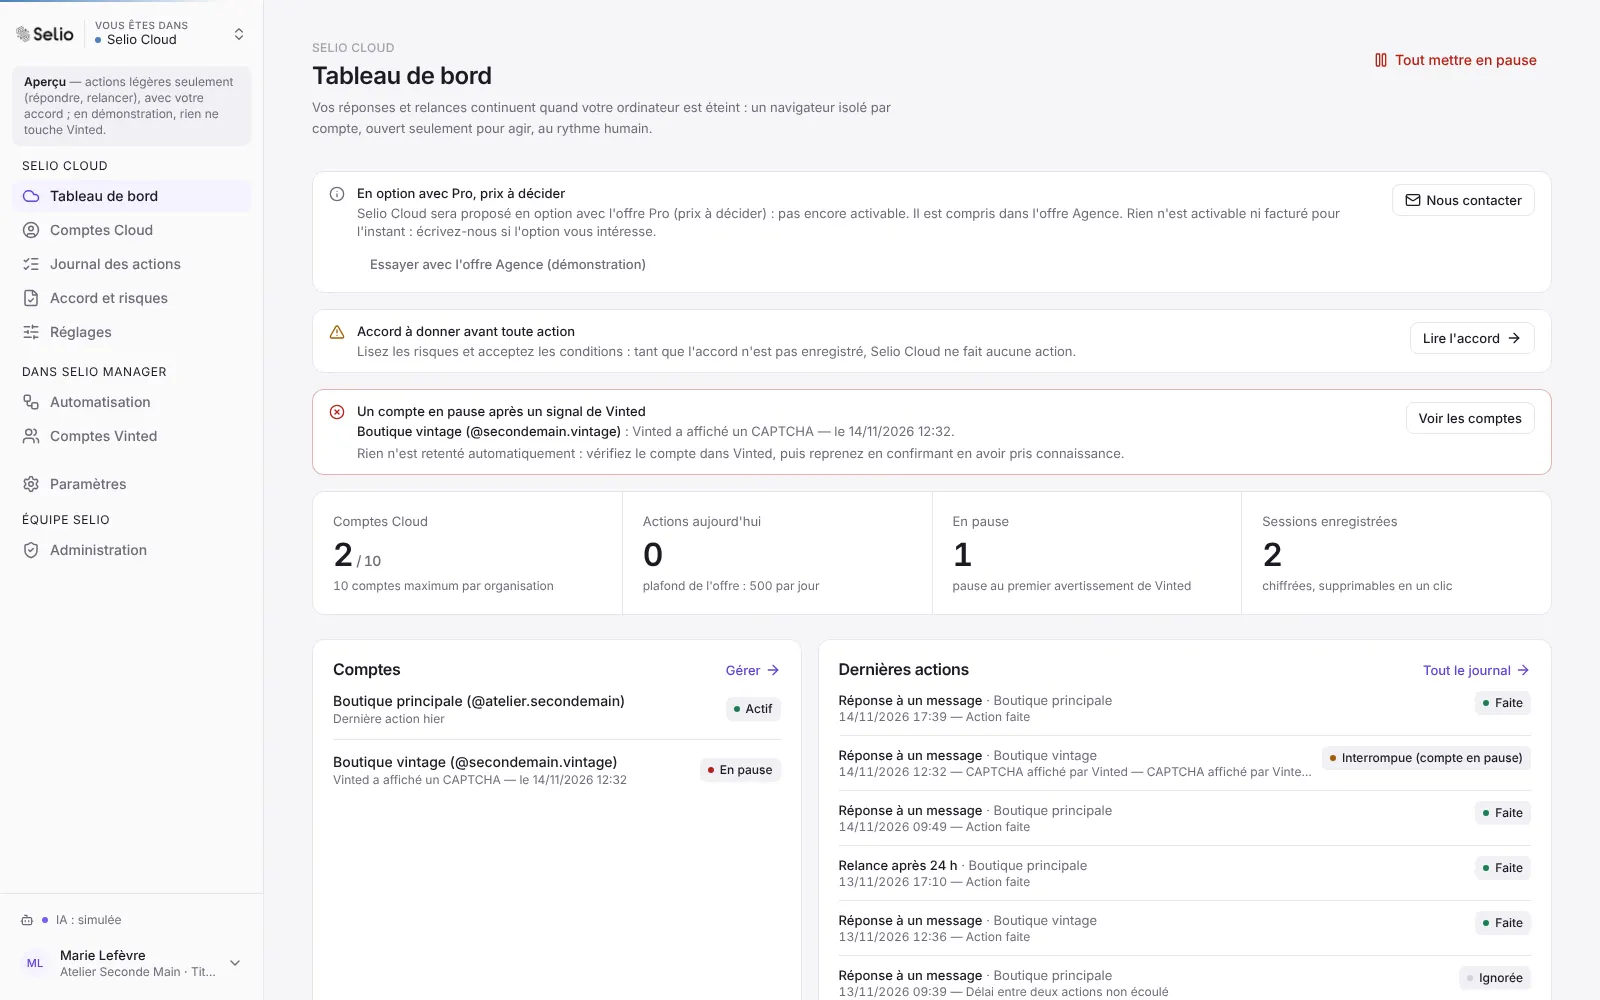 Selio
VOUS ÊTES DANS
Selio Cloud
Aperçu — actions légères seulement
(répondre, relancer), avec votre
accord ; en démonstration, rien ne
touche Vinted.
SELIO CLOUD
Tableau de bord
Comptes Cloud
Journal des actions
Accord et risques
Réglages
DANS SELIO MANAGER
Automatisation
Comptes Vinted
Paramètres
ÉQUIPE SELIO
Administration
IA : simulée
ML
Marie Lefèvre
Atelier Seconde Main · Tit...
SELIO CLOUD
Tableau de bord
Vos réponses et relances continuent quand votre ordinateur est éteint : un navigateur isolé par
compte, ouvert seulement pour agir, au rythme humain.
Tout mettre en pause
En option avec Pro, prix à décider
Selio Cloud sera proposé en option avec l'offre Pro (prix à décider) : pas encore activable. Il est compris dans l'offre Agence. Rien n'est activable ni facturé pour
l'instant : écrivez-nous si l'option vous intéresse.
Nous contacter
Essayer avec l'offre Agence (démonstration)
Accord à donner avant toute action
Lisez les risques et acceptez les conditions : tant que l'accord n'est pas enregistré, Selio Cloud ne fait aucune action.
Lire l'accord
Un compte en pause après un signal de Vinted
Boutique vintage (@secondemain.vintage) : Vinted a affiché un CAPTCHA — le 14/11/2026 12:32.
Rien n'est retenté automatiquement : vérifiez le compte dans Vinted, puis reprenez en confirmant en avoir pris connaissance.
Voir les comptes
Comptes Cloud
2 / 10
10 comptes maximum par organisation
Actions aujourd'hui
0
plafond de l'offre : 500 par jour
En pause
1
pause au premier avertissement de Vinted
Sessions enregistrées
2
chiffrées, supprimables en un clic
Comptes
Gérer
Boutique principale (@atelier.secondemain)
Dernière action hier
Actif
Boutique vintage (@secondemain.vintage)
Vinted a affiché un CAPTCHA — le 14/11/2026 12:32
En pause
Dernières actions
Tout le journal
Réponse à un message · Boutique principale
14/11/2026 17:39 — Action faite
Faite
Réponse à un message · Boutique vintage
14/11/2026 12:32 — CAPTCHA affiché par Vinted — CAPTCHA affiché par Vinte...
Interrompue (compte en pause)
Réponse à un message · Boutique principale
14/11/2026 09:49 — Action faite
Faite
Relance après 24 h · Boutique principale
13/11/2026 17:10 — Action faite
Faite
Réponse à un message · Boutique vintage
13/11/2026 12:36 — Action faite
Faite
Réponse à un message · Boutique principale
13/11/2026 09:39 — Délai entre deux actions non écoulé
Ignorée